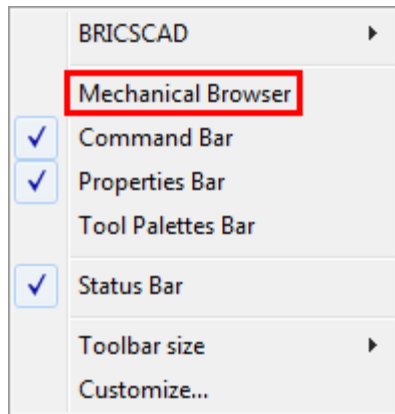 BRICSCAD
Mechanical Browser
Command Bar
Properties Bar
Tool Palettes Bar
Status Bar
Toolbar size
Customize...